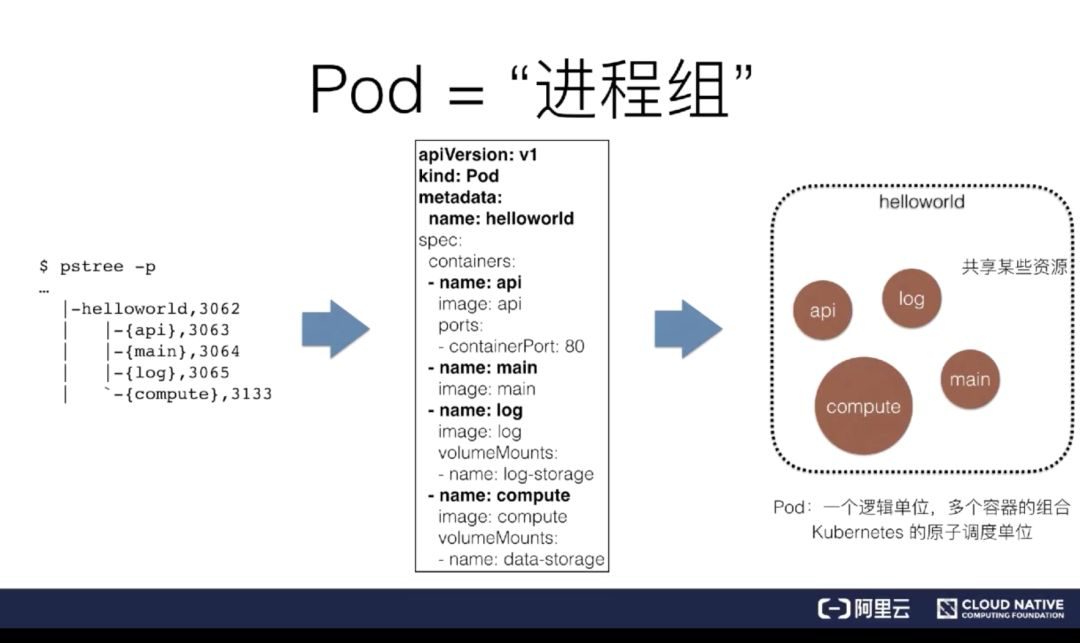 Pod = “进程组”
$ pstree -p
…
|-helloworld,3062
| |-{api},3063
| |-{main},3064
| |-{log},3065
| `-{compute},3133
apiVersion: v1
kind: Pod
metadata:
name: helloworld
spec:
containers:
- name: api
image: api
ports:
- containerPort: 80
- name: main
image: main
- name: log
image: log
volumeMounts:
- name: log-storage
- name: compute
image: compute
volumeMounts:
- name: data-storage
helloworld
共享某些资源
api
log
main
compute
Pod：一个逻辑单位，多个容器的组合
Kubernetes 的原子调度单位
阿里云
CLOUD NATIVE
COMPUTING FOUNDATION